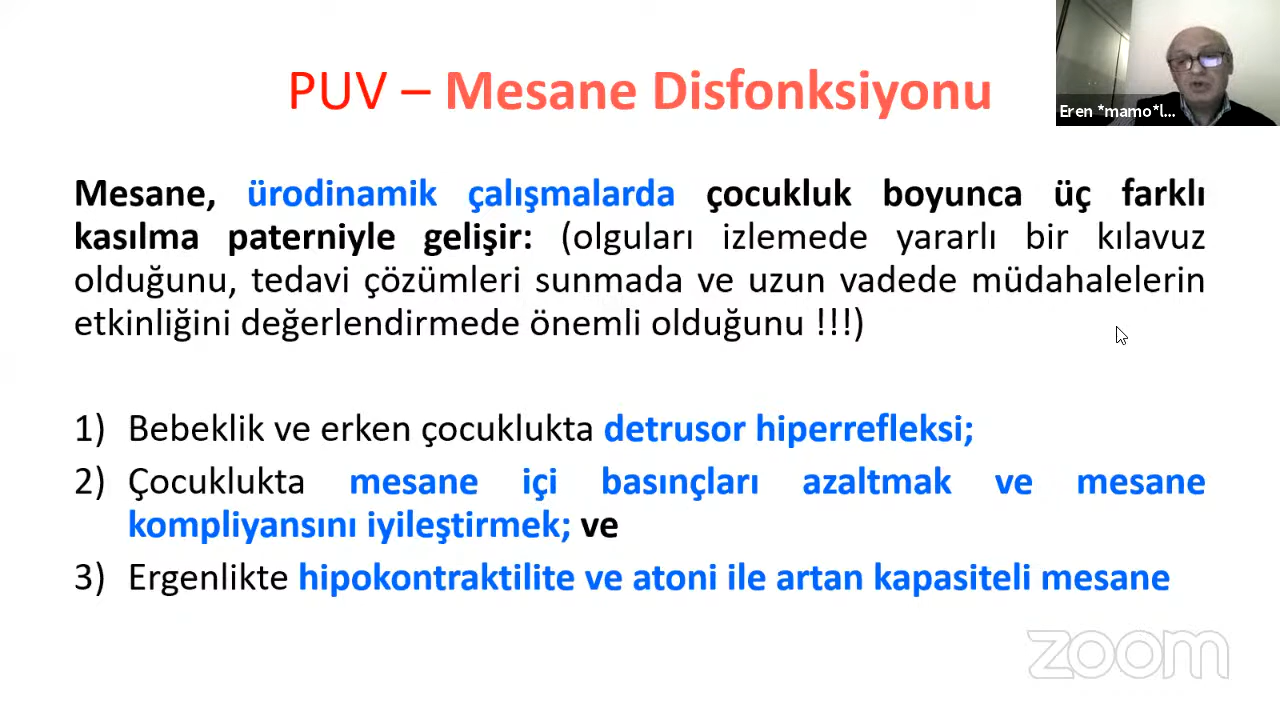 PUV – Mesane Disfonksiyonu
Eren *mamo*l...
Mesane, ürodinamik çalışmalarda çocukluk boyunca üç farklı
kasılma paterniyle gelişir: (olguları izlemede yararlı bir kılavuz
olduğunu, tedavi çözümleri sunmada ve uzun vadede müdahalelerin
etkinliğini değerlendirmede önemli olduğunu !!!)
1) Bebeklik ve erken çocuklukta detrusor hiperrefleksi;
2) Çocuklukta mesane içi basınçları azaltmak ve mesane
kompliyansını iyileştirmek; ve
3) Ergenlikte hipokontraktilite ve atoni ile artan kapasiteli mesane
zoom